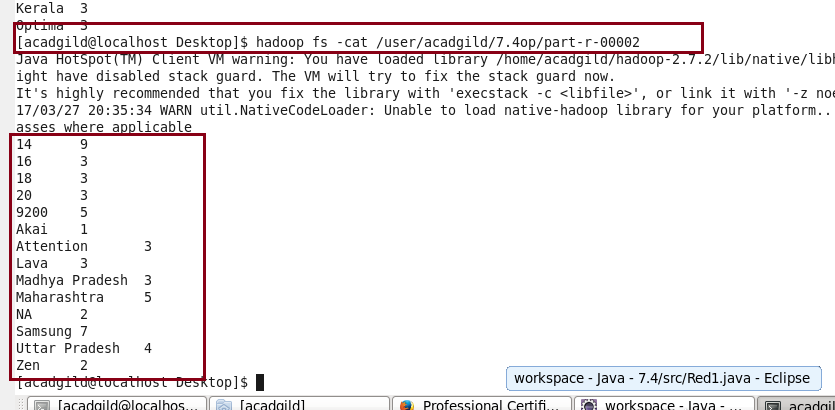 Kerala 3
Optima 3
[acadgild@localhost Desktop]$ hadoop fs -cat /user/acadgild/7.4op/part-r-00002
Java HotSpot(TM) Client VM warning: You have loaded library /home/acadgild/hadoop-2.7.2/lib/native/lib
ight have disabled stack guard. The VM will try to fix the stack guard now.
It's highly recommended that you fix the library with 'execstack -c <libfile>', or link it with '-z noe
17/03/27 20:35:34 WARN util.NativeCodeLoader: Unable to load native-hadoop library for your platform..
asses where applicable
14 9
16 3
18 3
20 3
9200 5
Akai 1
Attention 3
Lava 3
Madhya Pradesh 3
Maharashtra 5
NA 2
Samsung 7
Uttar Pradesh 4
Zen 2
[acadgild@localhost Desktop]$
workspace - Java - 7.4/src/Red1.java - Eclipse
[acadgild@localhos... [acadgild] Professional Certifi... workspace - Java - ... acadgild